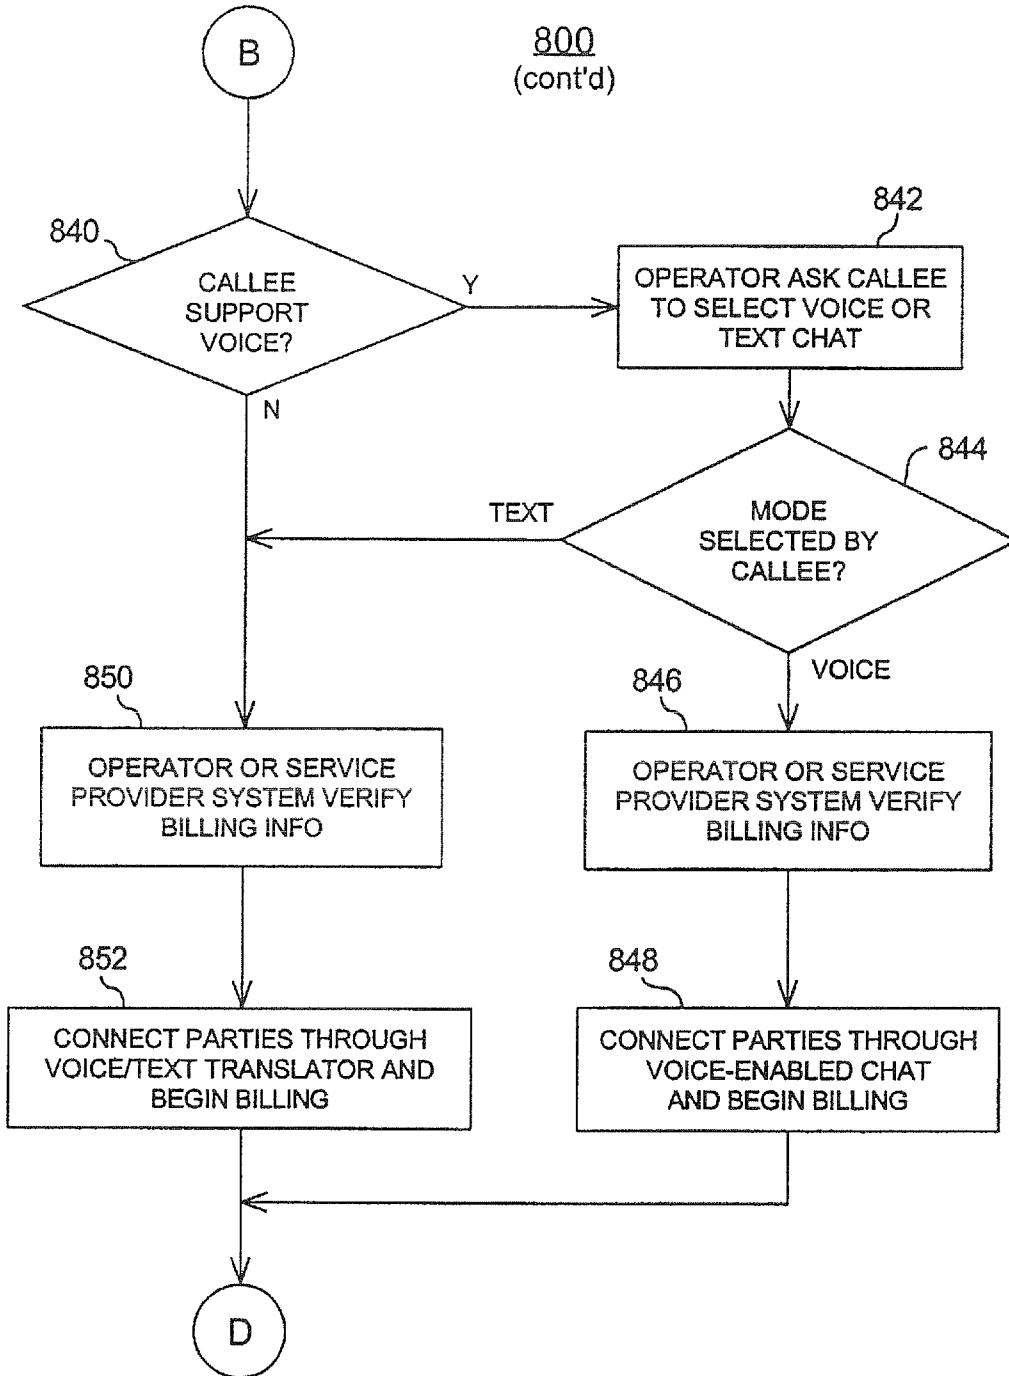 B
800
(cont'd)
840
CALLEE
SUPPORT
VOICE?
Y
N
842
OPERATOR ASK CALLEE
TO SELECT VOICE OR
TEXT CHAT
844
MODE
SELECTED BY
CALLEE?
TEXT
VOICE
850
OPERATOR OR SERVICE
PROVIDER SYSTEM VERIFY
BILLING INFO
846
OPERATOR OR SERVICE
PROVIDER SYSTEM VERIFY
BILLING INFO
852
CONNECT PARTIES THROUGH
VOICE/TEXT TRANSLATOR AND
BEGIN BILLING
848
CONNECT PARTIES THROUGH
VOICE-ENABLED CHAT
AND BEGIN BILLING
D